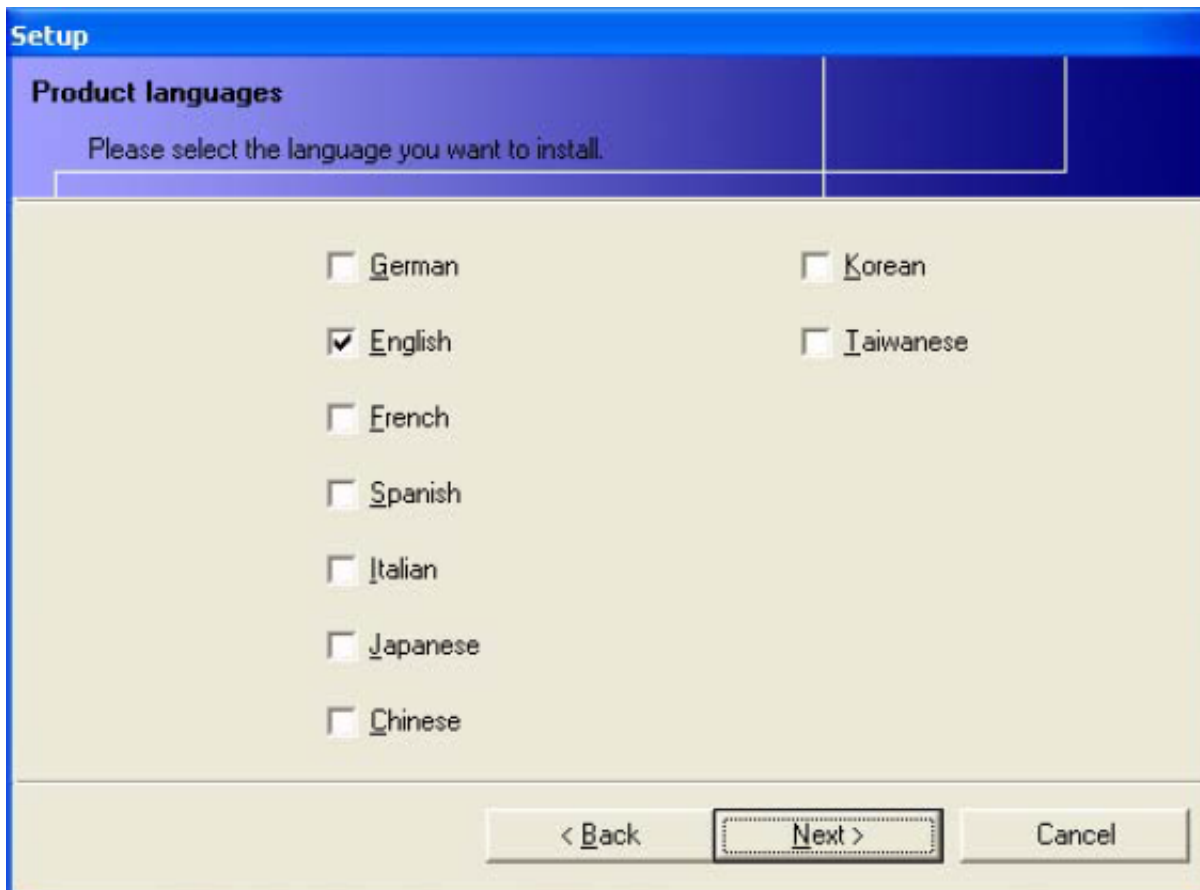 Setup
Product languages
Please select the language you want to install.
German
English
French
Spanish
Italian
Japanese
Chinese
Korean
Taiwanese
< Back
Next >
Cancel